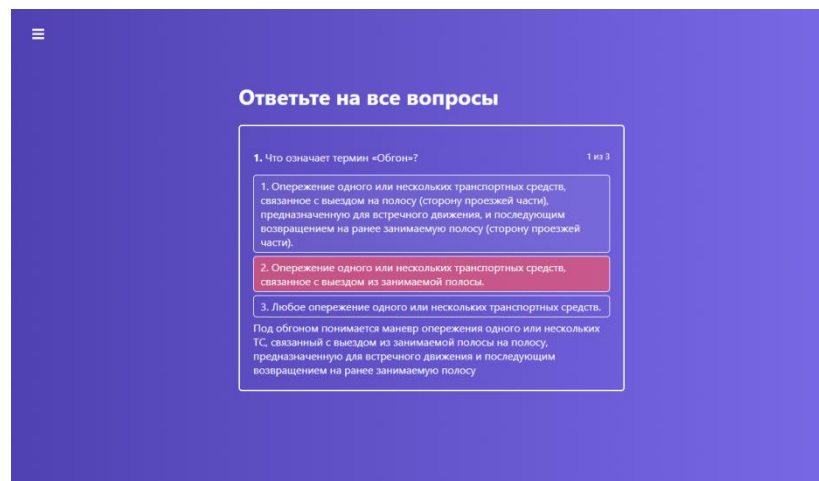 Ответьте на все вопросы
1. Что означает термин «Обгон»? 1 из 3
1. Опережение одного или нескольких транспортных средств,
связанное с выездом на полосу (сторону проезжей части),
предназначенную для встречного движения, и последующим
возвращением на ранее занимаемую полосу (сторону проезжей
части).
2. Опережение одного или нескольких транспортных средств,
связанное с выездом из занимаемой полосы.
3. Любое опережение одного или нескольких транспортных средств.
Под обгоном понимается маневр опережения одного или нескольких
ТС, связанный с выездом из занимаемой полосы на полосу,
предназначенную для встречного движения и последующим
возвращением на ранее занимаемую полосу